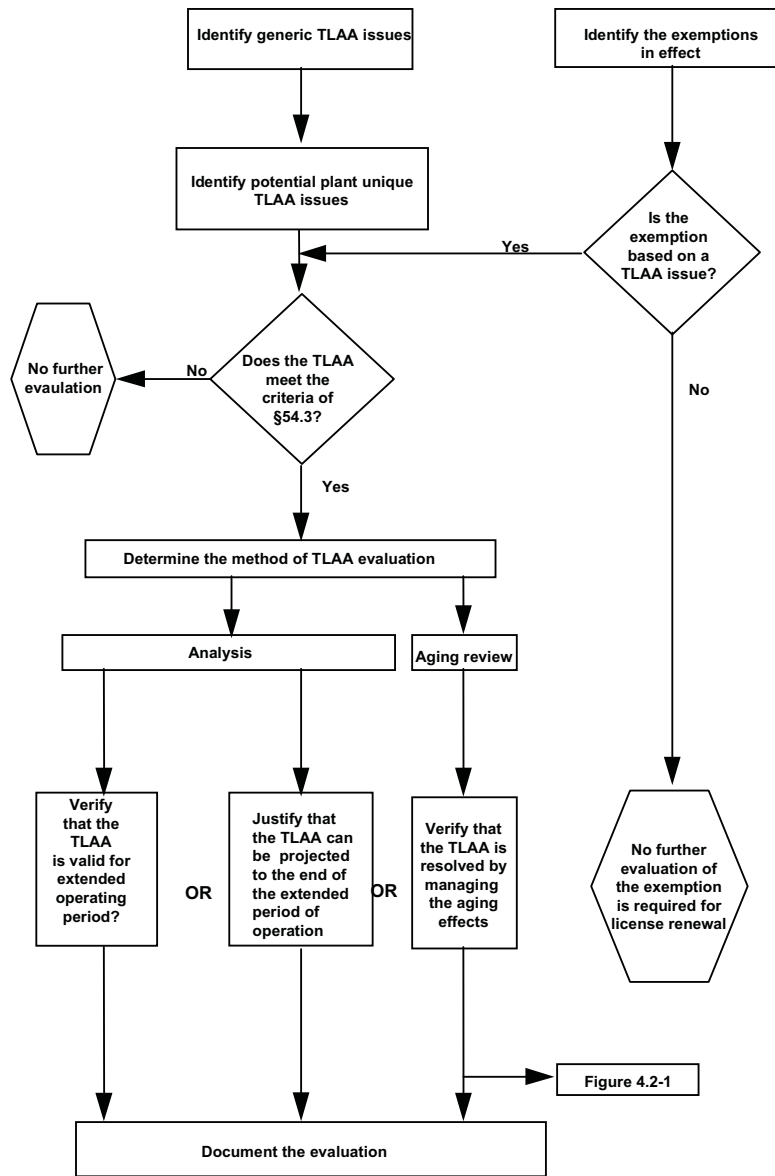 Identify generic TLAA issues
Identify the exemptions
in effect
Identify potential plant unique
TLAA issues
Is the
exemption
based on a
TLAA issue?
Yes
No further
evaulation
No
Does the TLAA
meet the
criteria of
§54.3?
No
Yes
Determine the method of TLAA evaluation
Analysis
Aging review
Verify
that the
TLAA
is valid for
extended
operating
period?
OR
Justify that
the TLAA can
be projected
to the end of
the extended
period of
operation
OR
Verify that
the TLAA is
resolved by
managing
the aging
effects
No further
evaluation of
the exemption
is required for
license renewal
Figure 4.2-1
Document the evaluation